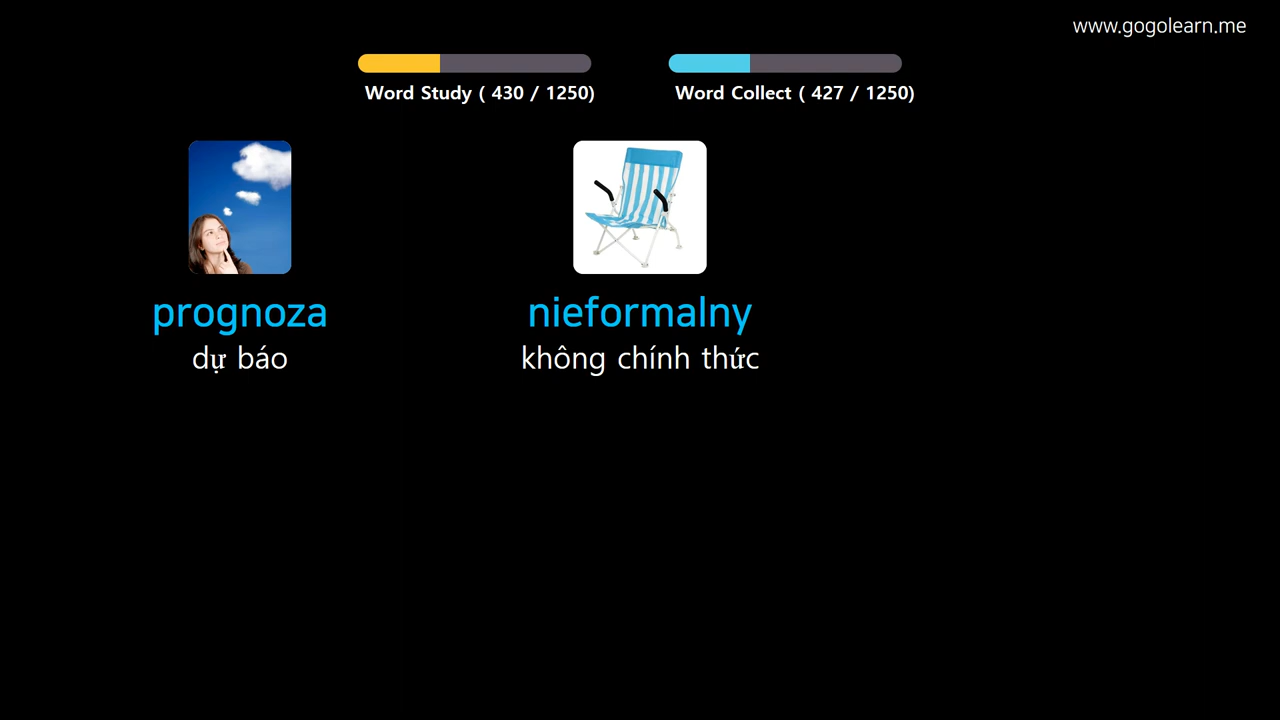 www.gogolearn.me
Word Study ( 430 / 1250)
Word Collect ( 427 / 1250)
prognoza
nieformalny
dự báo
không chính thức